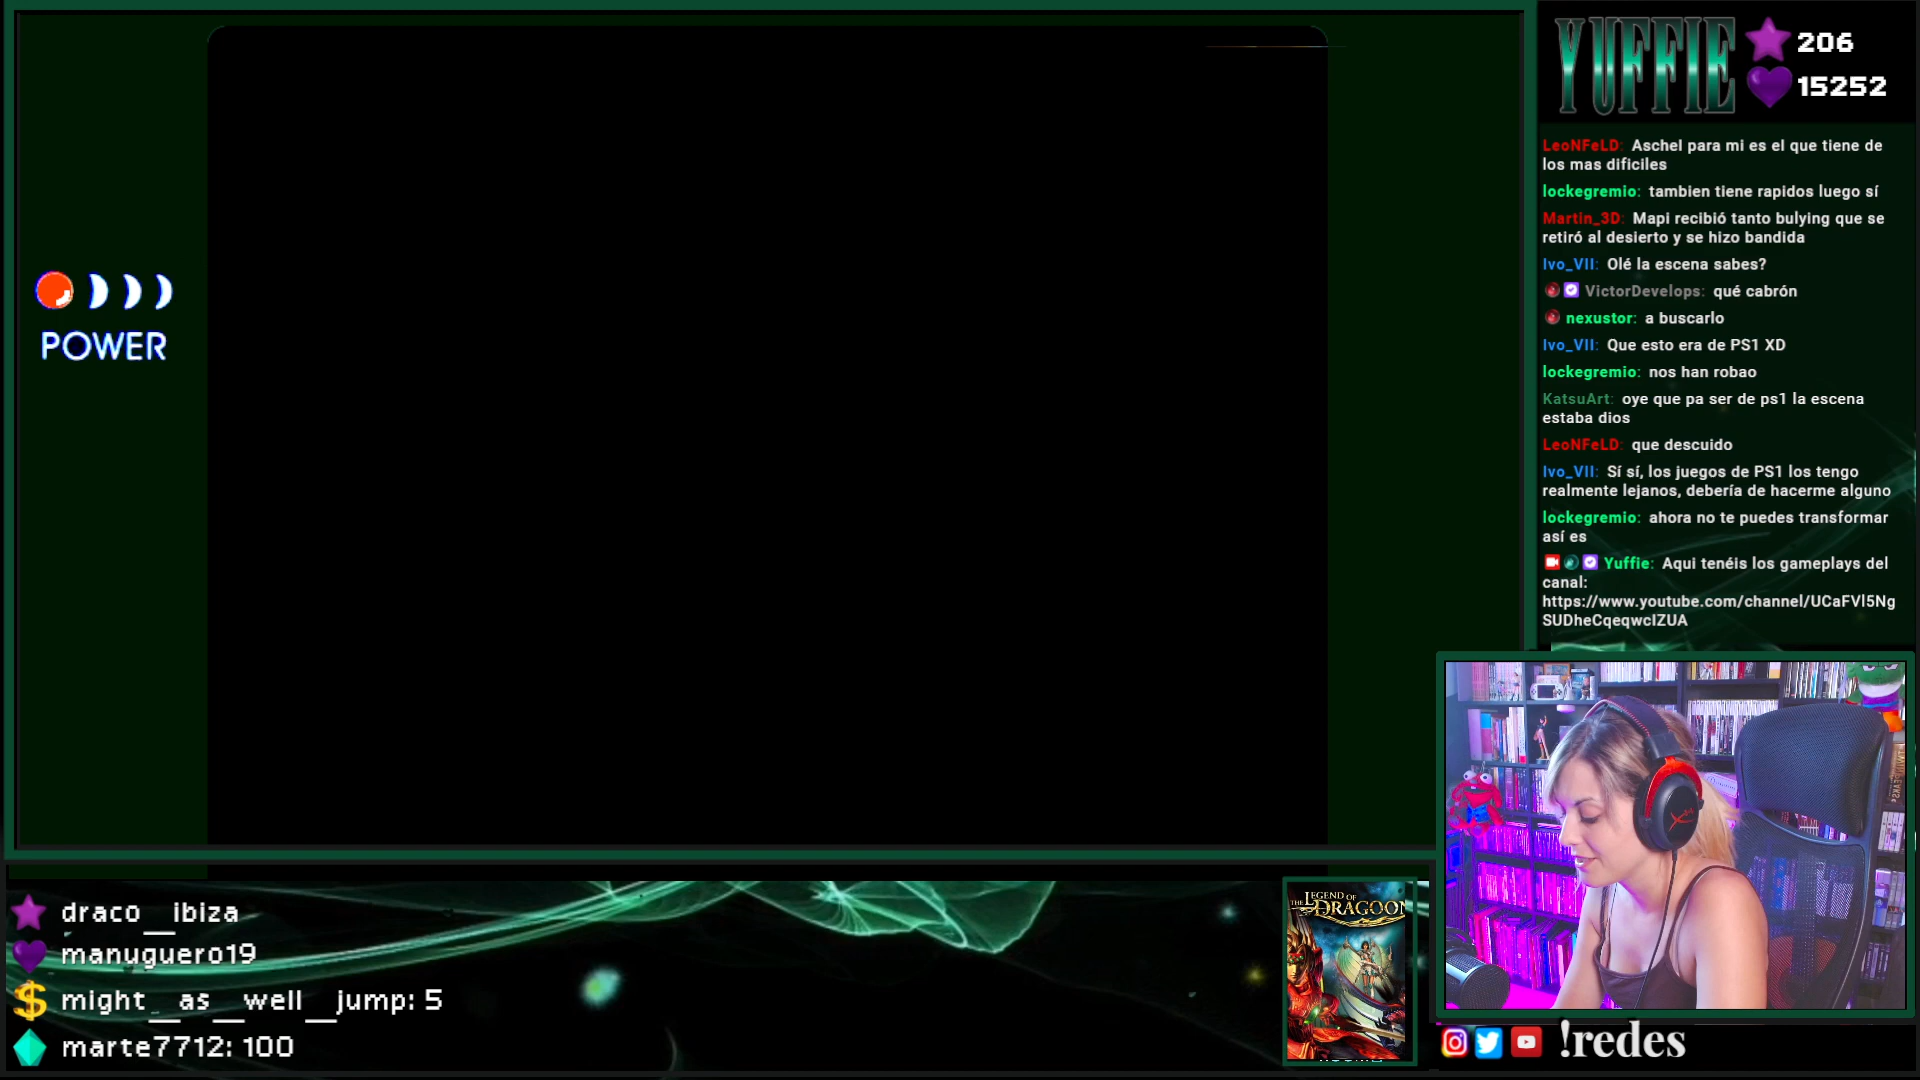 YUFFIE
206
15252
LeoNFeLD: Aschel para mi es el que tiene de
los mas dificiles
lockegremio: tambien tiene rapidos luego sí
Martin_3D: Mapi recibió tanto bulying que se
retiró al desierto y se hizo bandida
Ivo_VII: Olé la escena sabes?
VictorDevelops: qué cabrón
nexustor: a buscarlo
Ivo_VII: Que esto era de PS1 XD
lockegremio: nos han robao
KatsuArt: oye que pa ser de ps1 la escena
estaba dios
LeoNFeLD: que descuido
Ivo_VII: Sí sí, los juegos de PS1 los tengo
realmente lejanos, debería de hacerme alguno
lockegremio: ahora no te puedes transformar
así es
Yuffie: Aqui tenéis los gameplays del
canal:
https://www.youtube.com/channel/UCaFVl5Ng
SUDheCqeqwcIZUA
POWER
draco__ibiza
manuguero19
might__as__well__jump: 5
marte7712: 100
THE LEGEND OF
DRAGOON
!redes